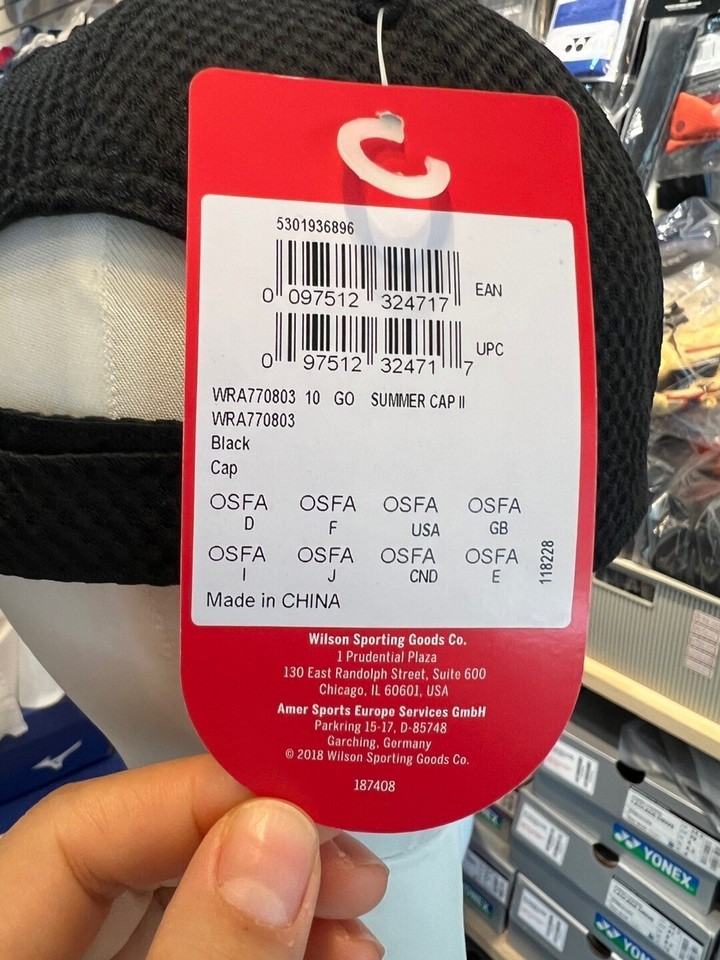 5301936896
0 097512 324717
EAN
0 97512 32471 7
UPC
WRA770803 10 GO SUMMER CAP II
WRA770803
Black
Cap
OSFA OSFA OSFA OSFA
D F USA GB
OSFA OSFA OSFA OSFA
I J CND E
118228
Made in CHINA
Wilson Sporting Goods Co.
1 Prudential Plaza
130 East Randolph Street, Suite 600
Chicago, IL 60601, USA
Amer Sports Europe Services GmbH
Parkring 15-17, D-85748
Garching, Germany
© 2018 Wilson Sporting Goods Co.
187408
YONEX